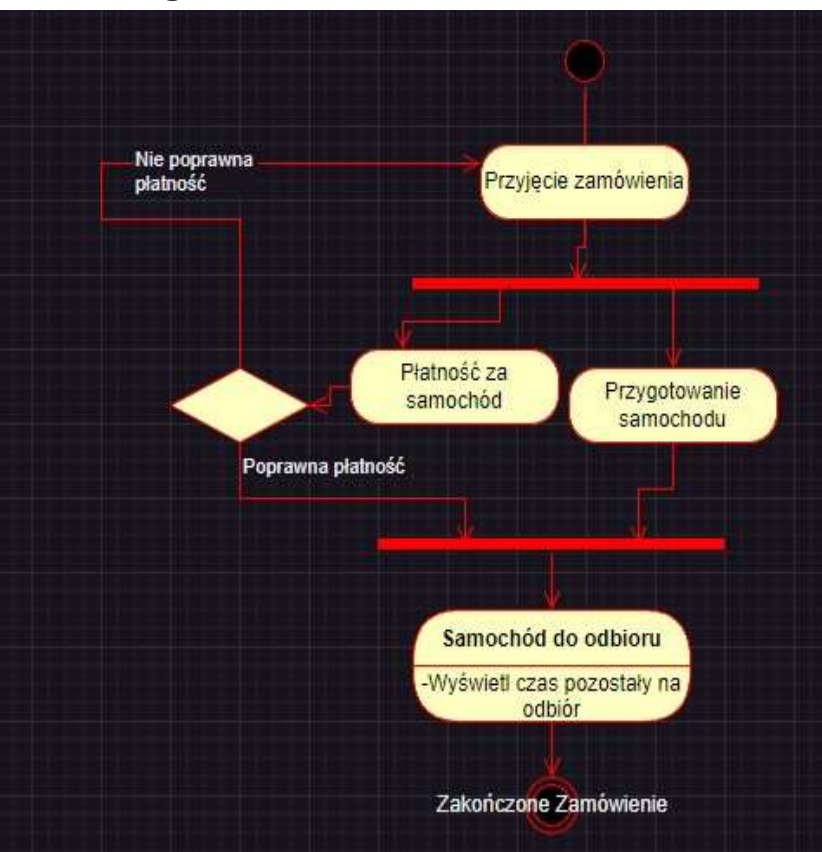 Nie poprawna
płatność
Przyjęcie zamówienia
Płatność za
samochód
Przygotowanie
samochodu
Poprawna płatność
Samochód do odbioru
-Wyświetl czas pozostały na
odbiór
Zakończone Zamówienie